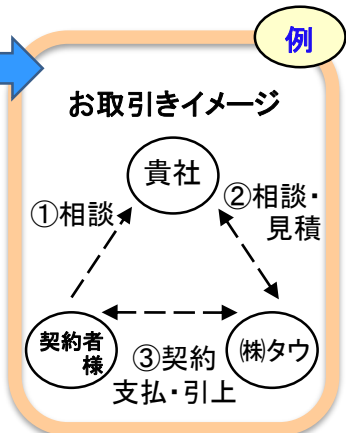 例
お取引きイメージ
貴社
①相談
②相談・
見積
契約者
様
③契約
支払・引上
㈱タウ